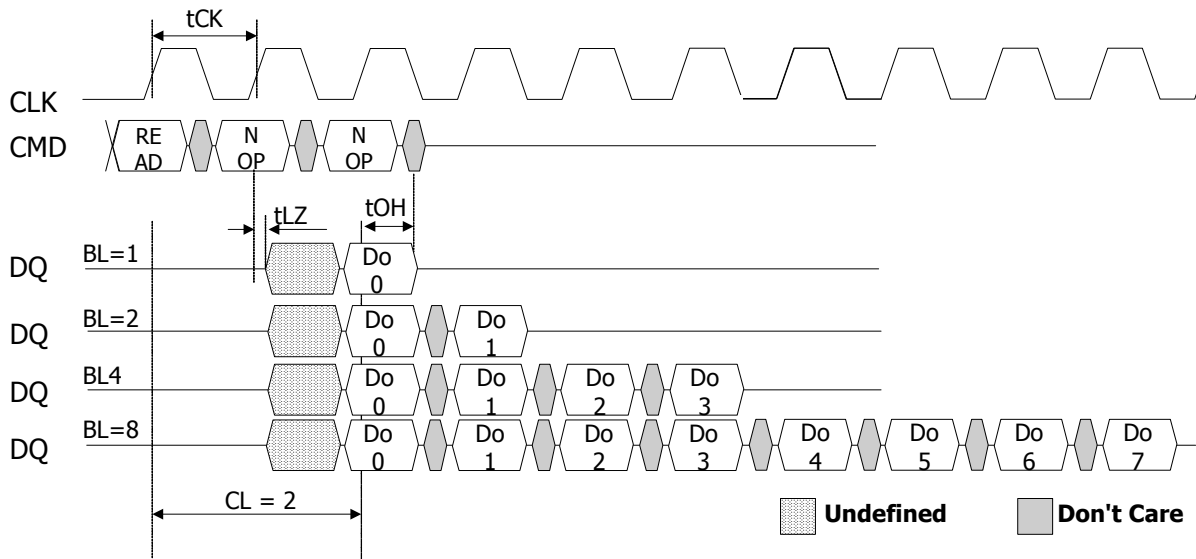 tCK
CLK
CMD
RE
AD
N
OP
N
OP
tLZ
tOH
DQ
BL=1
Do
0
DQ
BL=2
Do
0
Do
1
DQ
BL4
Do
0
Do
1
Do
2
Do
3
DQ
BL=8
Do
0
Do
1
Do
2
Do
3
Do
4
Do
5
Do
6
Do
7
CL = 2
Undefined
Don't Care